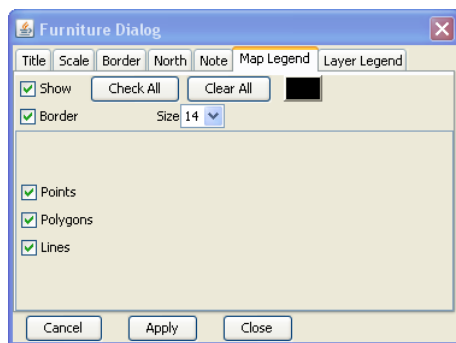 Furniture Dialog
Title Scale Border North Note Map Legend Layer Legend
Show Check All Clear All
Border Size 14
Points
Polygons
Lines
Cancel Apply Close